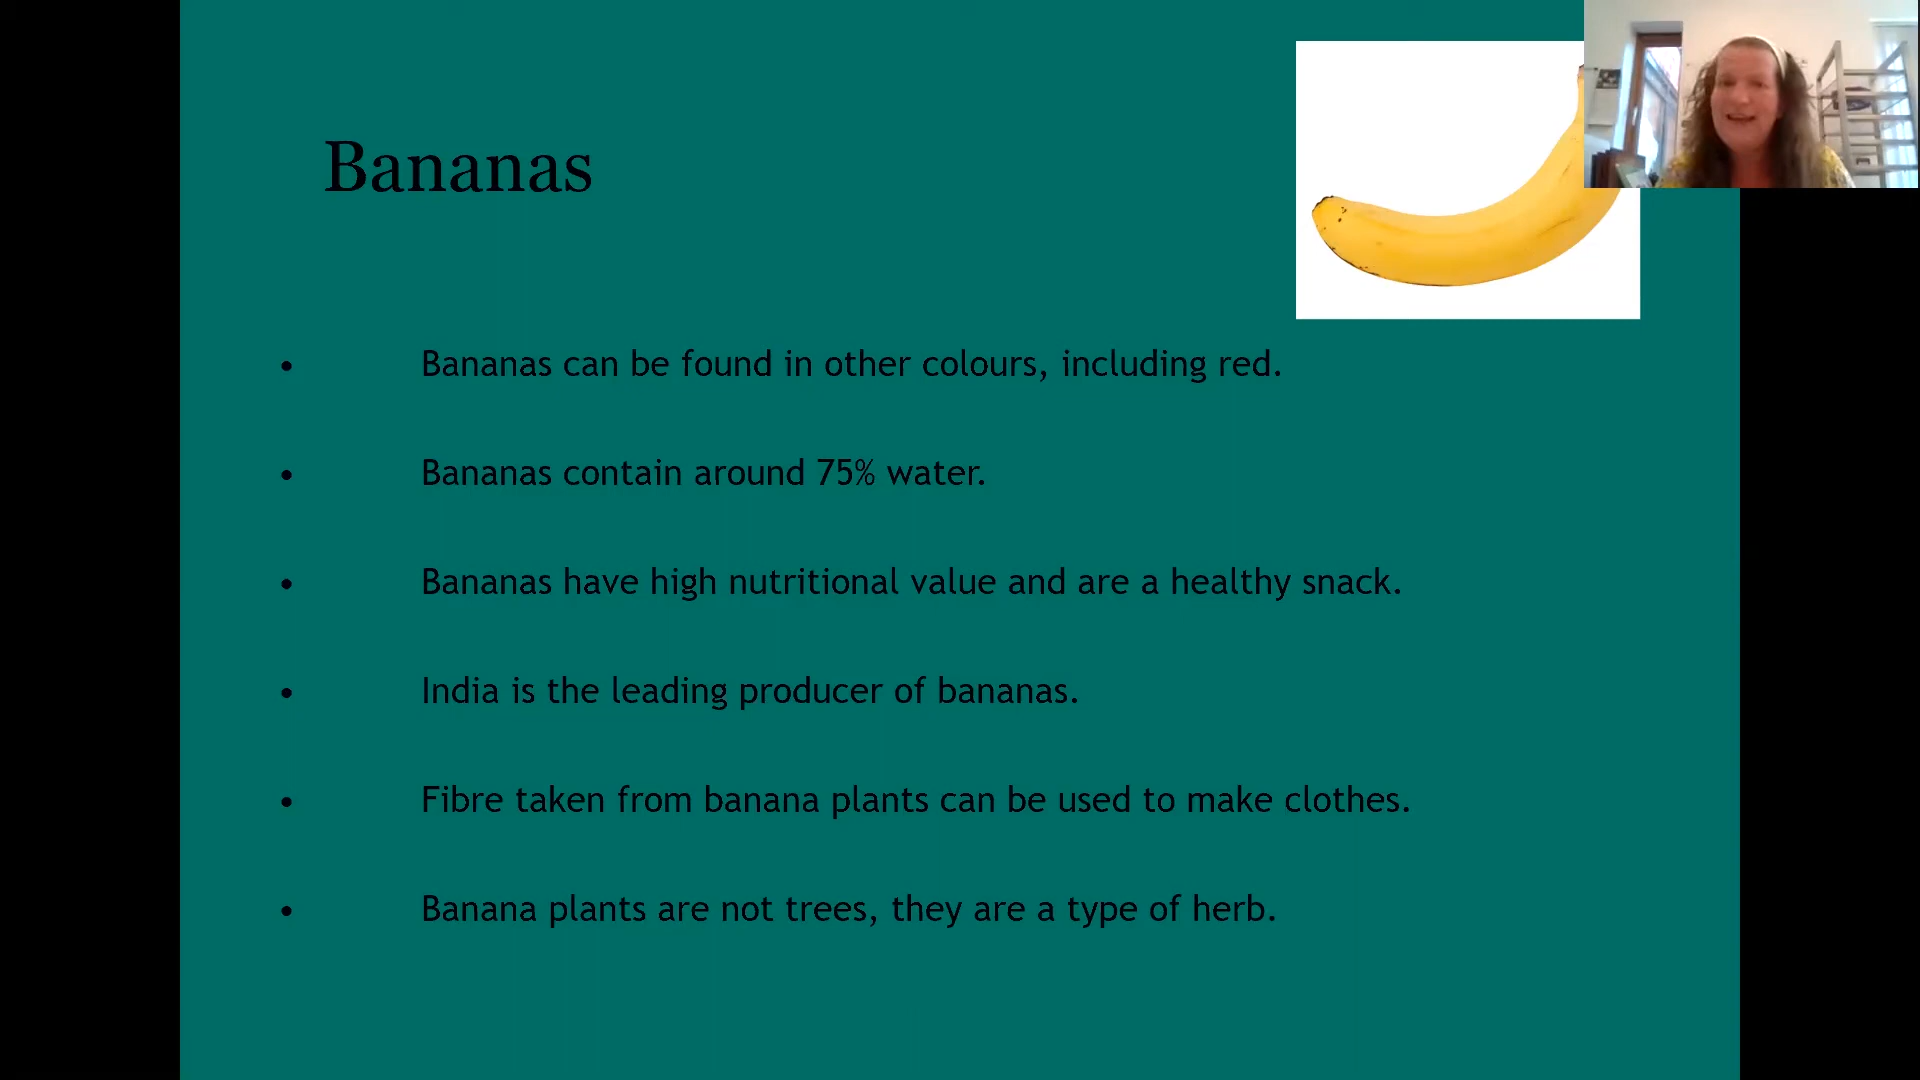 Bananas
• Bananas can be found in other colours, including red.
• Bananas contain around 75% water.
• Bananas have high nutritional value and are a healthy snack.
• India is the leading producer of bananas.
• Fibre taken from banana plants can be used to make clothes.
• Banana plants are not trees, they are a type of herb.